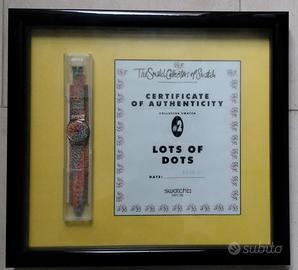 The Swatch Collectors of Swatch
CERTIFICATE
OF AUTHENTICITY
COLLECTOR SWATCH
#2
LOTS OF
DOTS
DATE:
swatch
subito